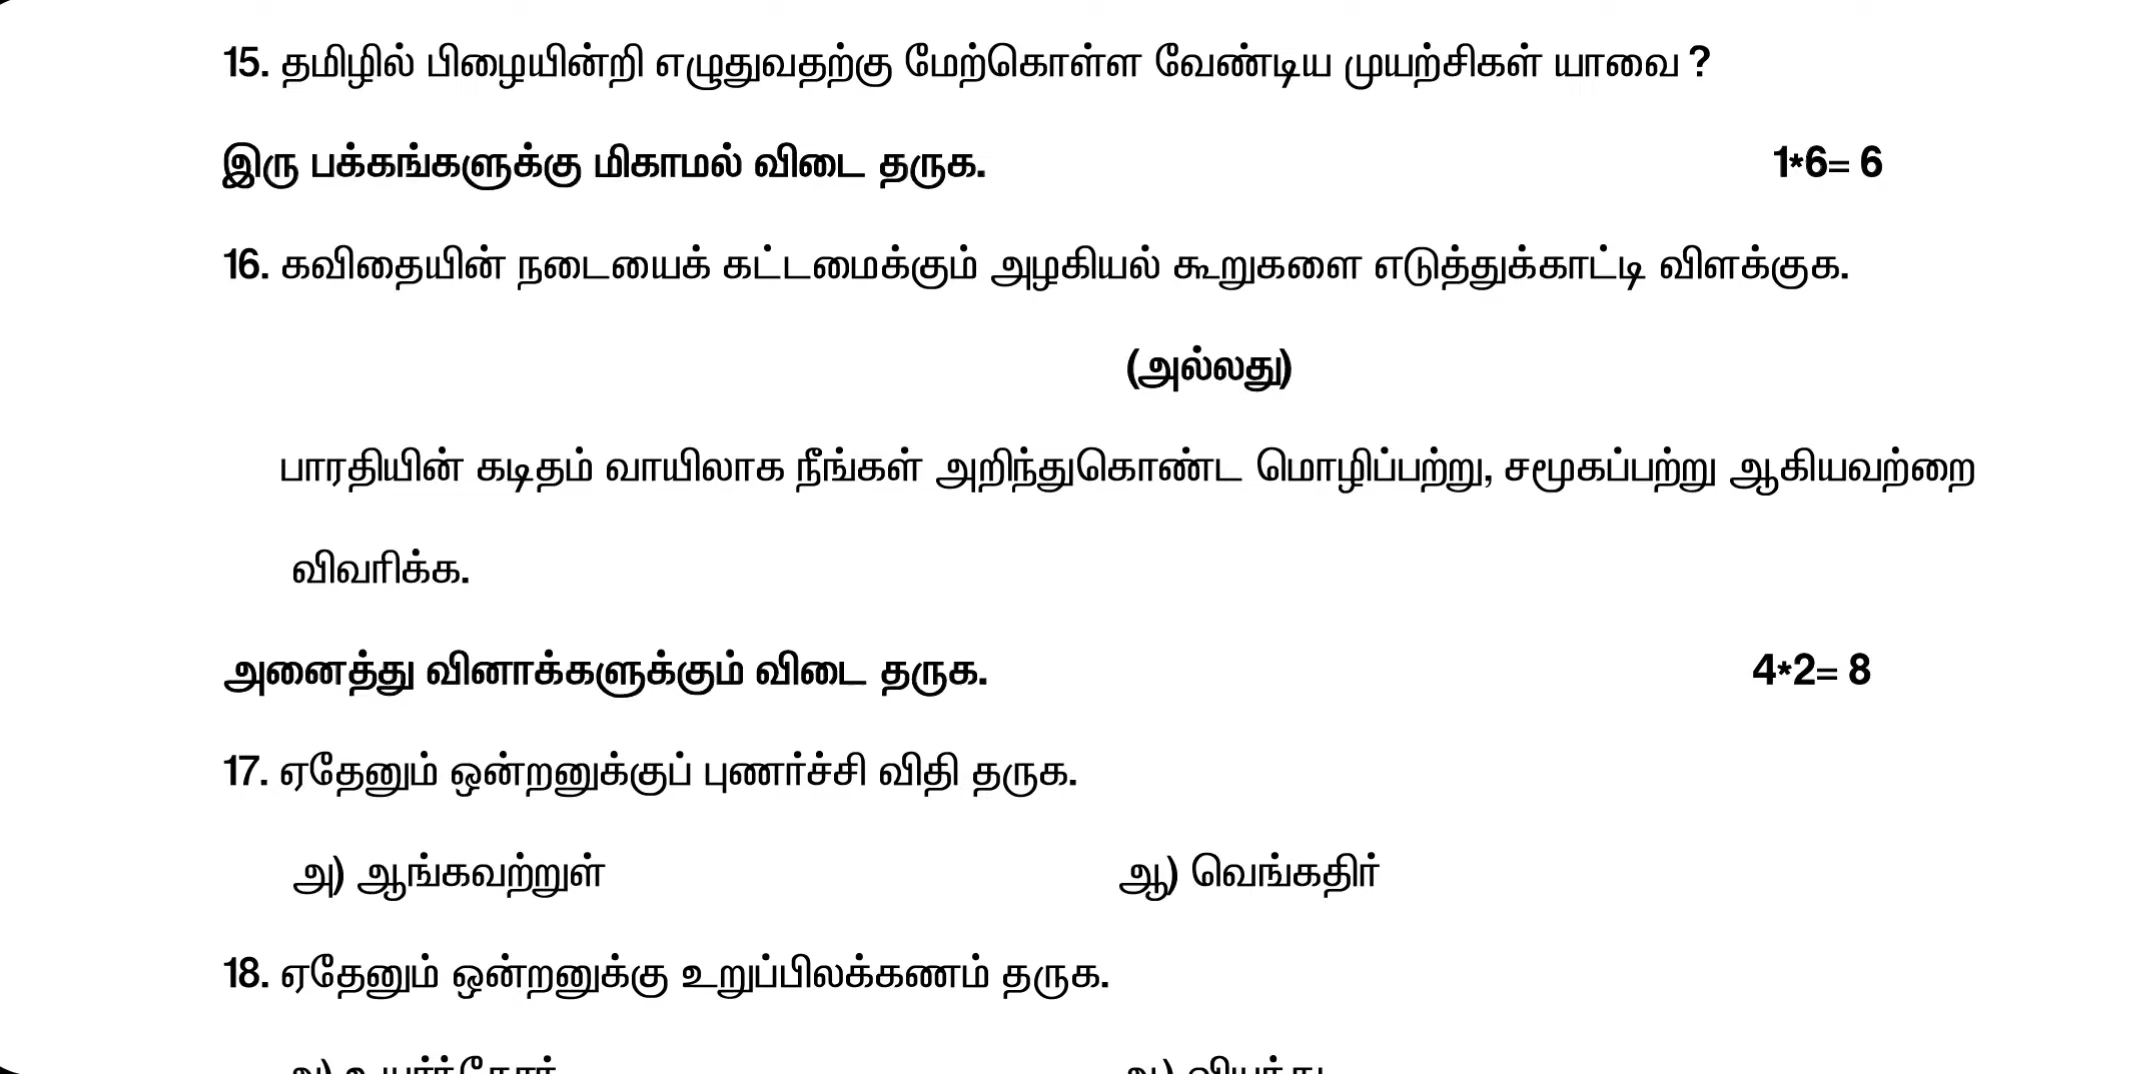 15. தமிழில் பிழையின்றி எழுதுவதற்கு மேற்கொள்ள வேண்டிய முயற்சிகள் யாவை ?
இரு பக்கங்களுக்கு மிகாமல் விடை தருக. 1*6= 6
16. கவிதையின் நடையைக் கட்டமைக்கும் அழகியல் கூறுகளை எடுத்துக்காட்டி விளக்குக.
(அல்லது)
பாரதியின் கடிதம் வாயிலாக நீங்கள் அறிந்துகொண்ட மொழிப்பற்று, சமூகப்பற்று ஆகியவற்றை
விவரிக்க.
அனைத்து வினாக்களுக்கும் விடை தருக. 4*2= 8
17. ஏதேனும் ஒன்றனுக்குப் புணர்ச்சி விதி தருக.
அ) ஆங்கவற்றுள் ஆ) வெங்கதிர்
18. ஏதேனும் ஒன்றனுக்கு உறுப்பிலக்கணம் தருக.